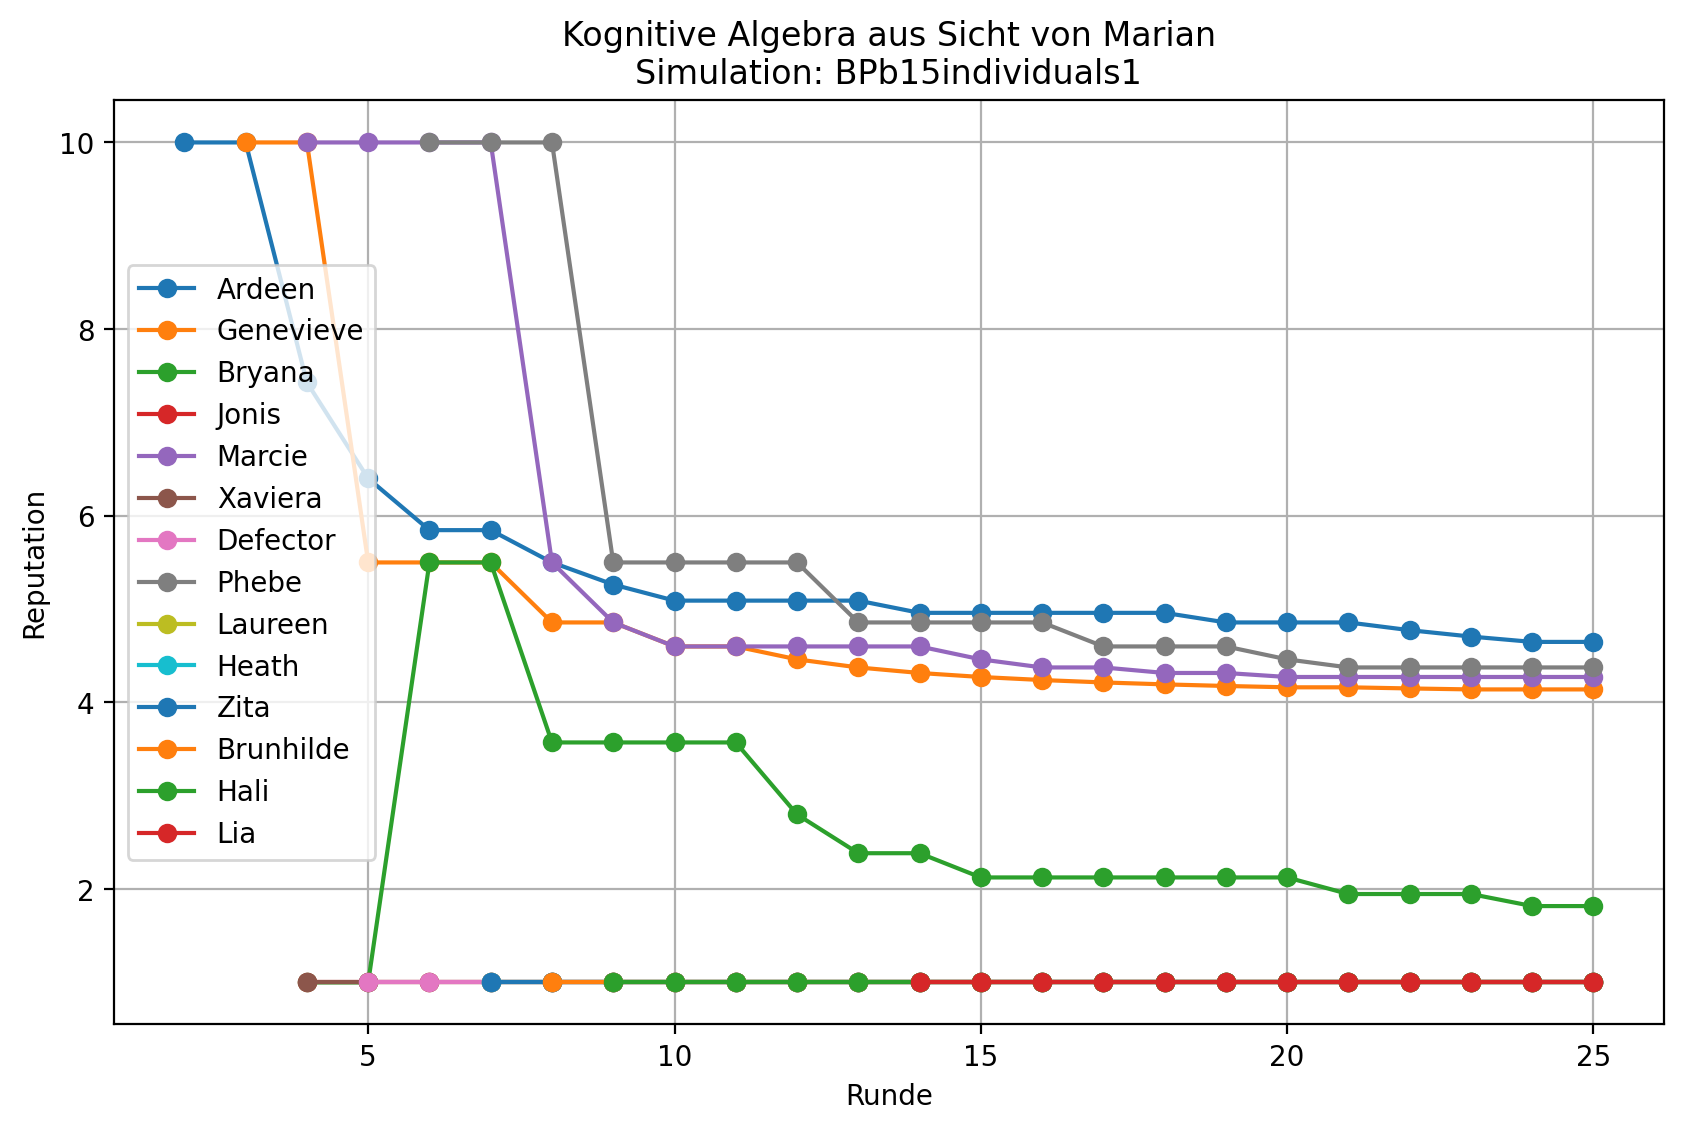 Kognitive Algebra aus Sicht von Marian
Simulation: BPb15individuals1
10
8
6
4
2
Reputation
Ardeen
Genevieve
Bryana
Jonis
Marcie
Xaviera
Defector
Phebe
Laureen
Heath
Zita
Brunhilde
Hali
Lia
5
10
15
20
25
Runde